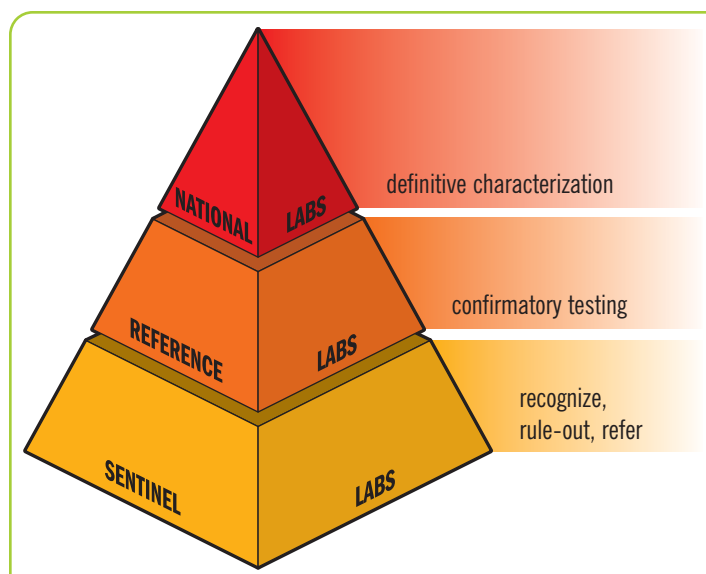 NATIONAL LABS
definitive characterization
REFERENCE LABS
confirmatory testing
SENTINEL LABS
recognize,
rule-out, refer